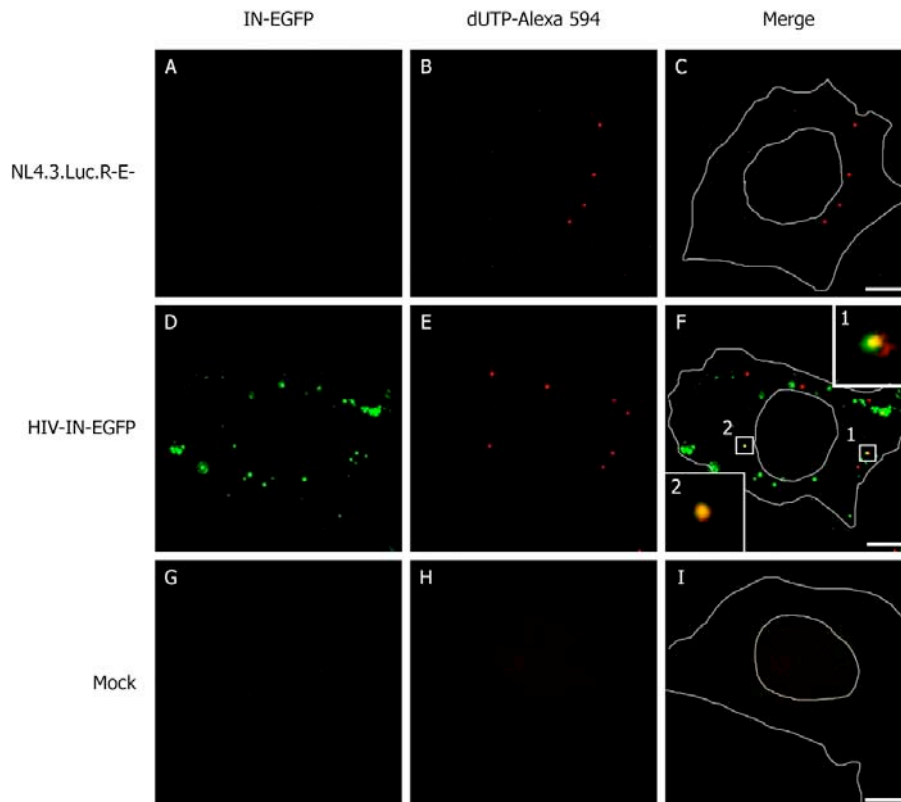 IN-EGFP dUTP-Alexa 594 Merge
NL4.3.Luc.R-E-
A B C
HIV-IN-EGFP
D E F 1
2 1
2
Mock
G H I